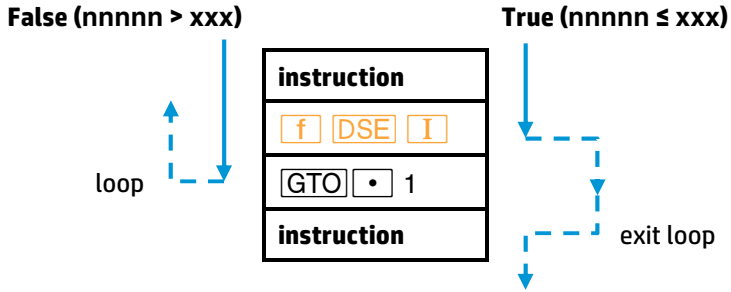 False (nnnnn > xxx) True (nnnnn ≤ xxx)
instruction
f DSE I
loop GTO • 1
instruction exit loop